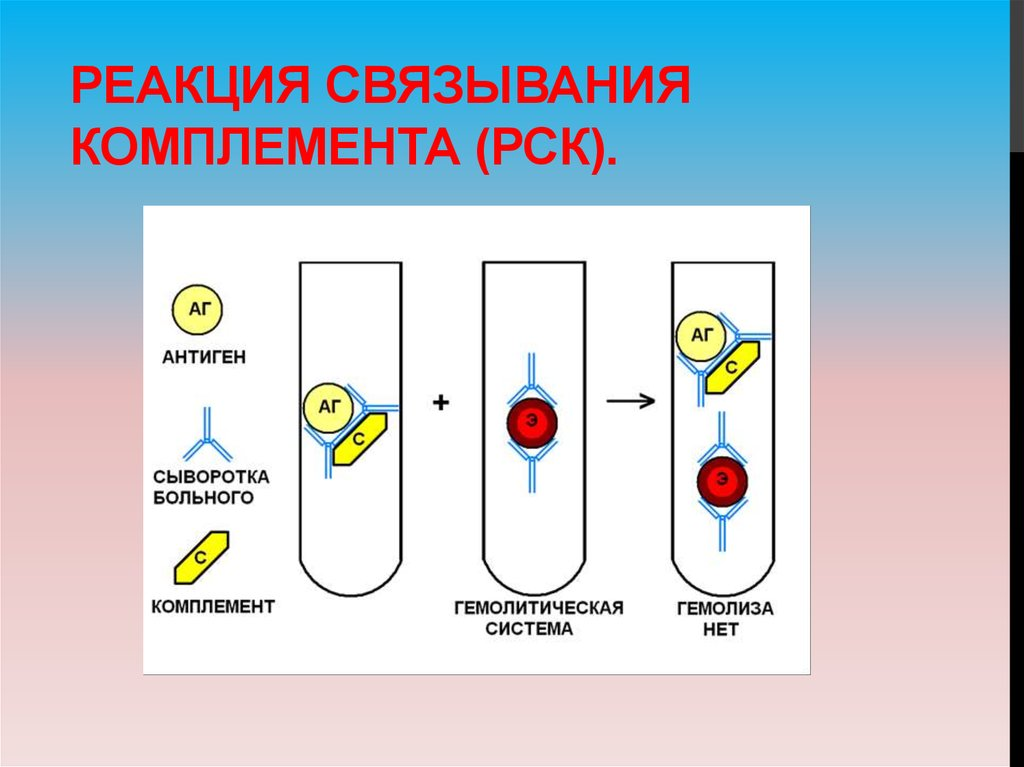 РЕАКЦИЯ СВЯЗЫВАНИЯ
КОМПЛЕМЕНТА (РСК).
АГ
АНТИГЕН
СЫВОРОТКА
БОЛЬНОГО
С
КОМПЛЕМЕНТ
АГ
С
+
Э
ГЕМОЛИТИЧЕСКАЯ
СИСТЕМА
АГ
С
Э
ГЕМОЛИЗА
НЕТ